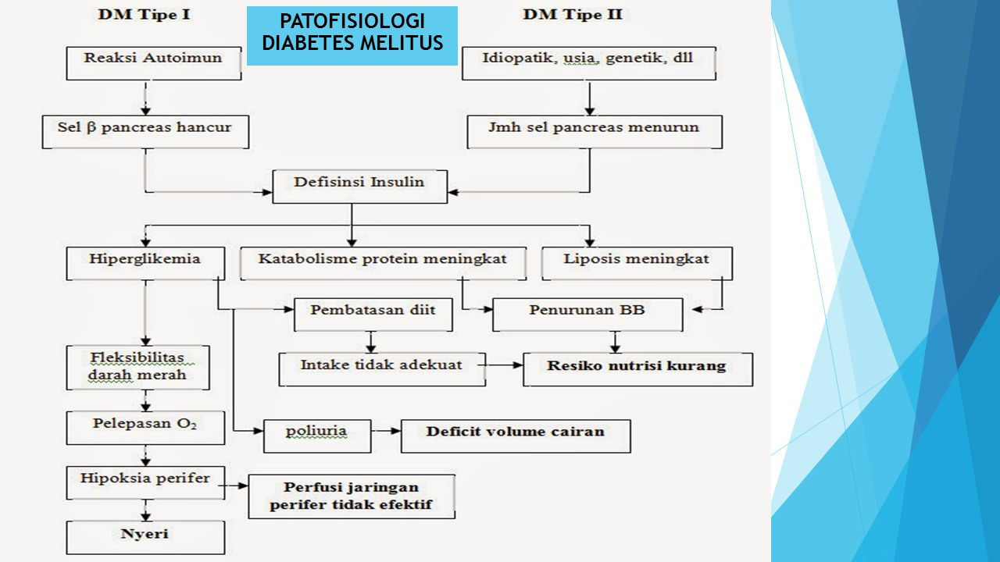 DM Tipe I
PATOFISIOLOGI
DIABETES MELITUS
DM Tipe II
Reaksi Autoimun
Idiopatik, usia, genetik, dll
Sel β pancreas hancur
Jmh sel pancreas menurun
Defisinsi Insulin
Hiperglikemia
Katabolisme protein meningkat
Liposis meningkat
Pembatasan diit
Penurunan BB
Fleksibilitas
darah merah
Intake tidak adekuat
Resiko nutrisi kurang
Pelepasan O₂
poliuria
Deficit volume cairan
Hipoksia perifer
Perfusi jaringan
perifer tidak efektif
Nyeri